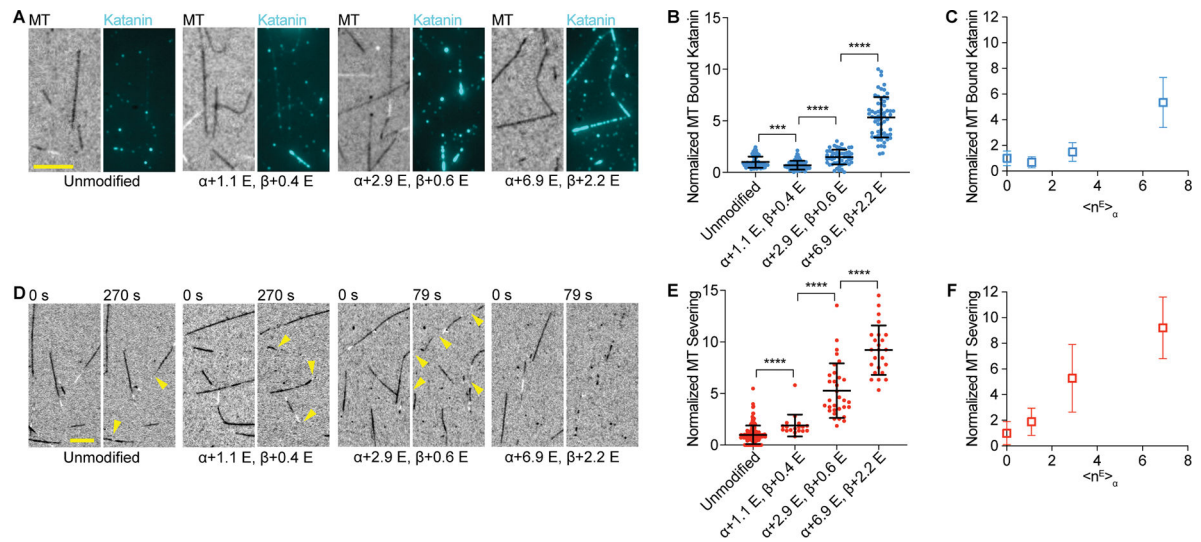 A
MT Katanin MT Katanin MT Katanin MT Katanin
Unmodified α+1.1 E, β+0.4 E α+2.9 E, β+0.6 E α+6.9 E, β+2.2 E
B
Normalized MT Bound Katanin
15
10
5
0
***
****
****
Unmodified
α+1.1 E, β+0.4 E
α+2.9 E, β+0.6 E
α+6.9 E, β+2.2 E
C
Normalized MT Bound Katanin
12
10
8
6
4
2
0
0 2 4 6 8
<nᴱ>α
D
0 s 270 s 0 s 270 s 0 s 79 s 0 s 79 s
Unmodified α+1.1 E, β+0.4 E α+2.9 E, β+0.6 E α+6.9 E, β+2.2 E
E
Normalized MT Severing
15
10
5
0
****
****
****
Unmodified
α+1.1 E, β+0.4 E
α+2.9 E, β+0.6 E
α+6.9 E, β+2.2 E
F
Normalized MT Severing
12
10
8
6
4
2
0
0 2 4 6 8
<nᴱ>α